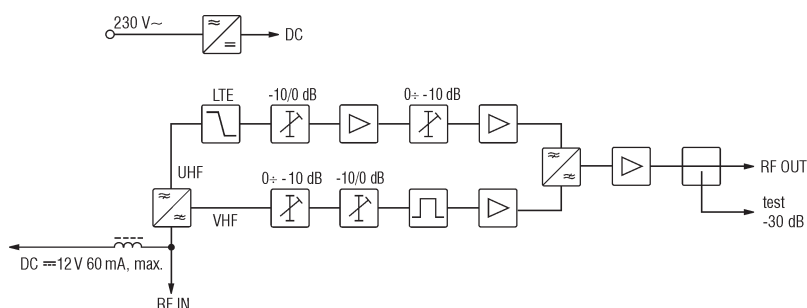 230 V~
DC
LTE
-10/0 dB
0÷ -10 dB
UHF
RF OUT
0÷ -10 dB
-10/0 dB
VHF
test
-30 dB
DC ⎓12 V 60 mA, max.
RF IN